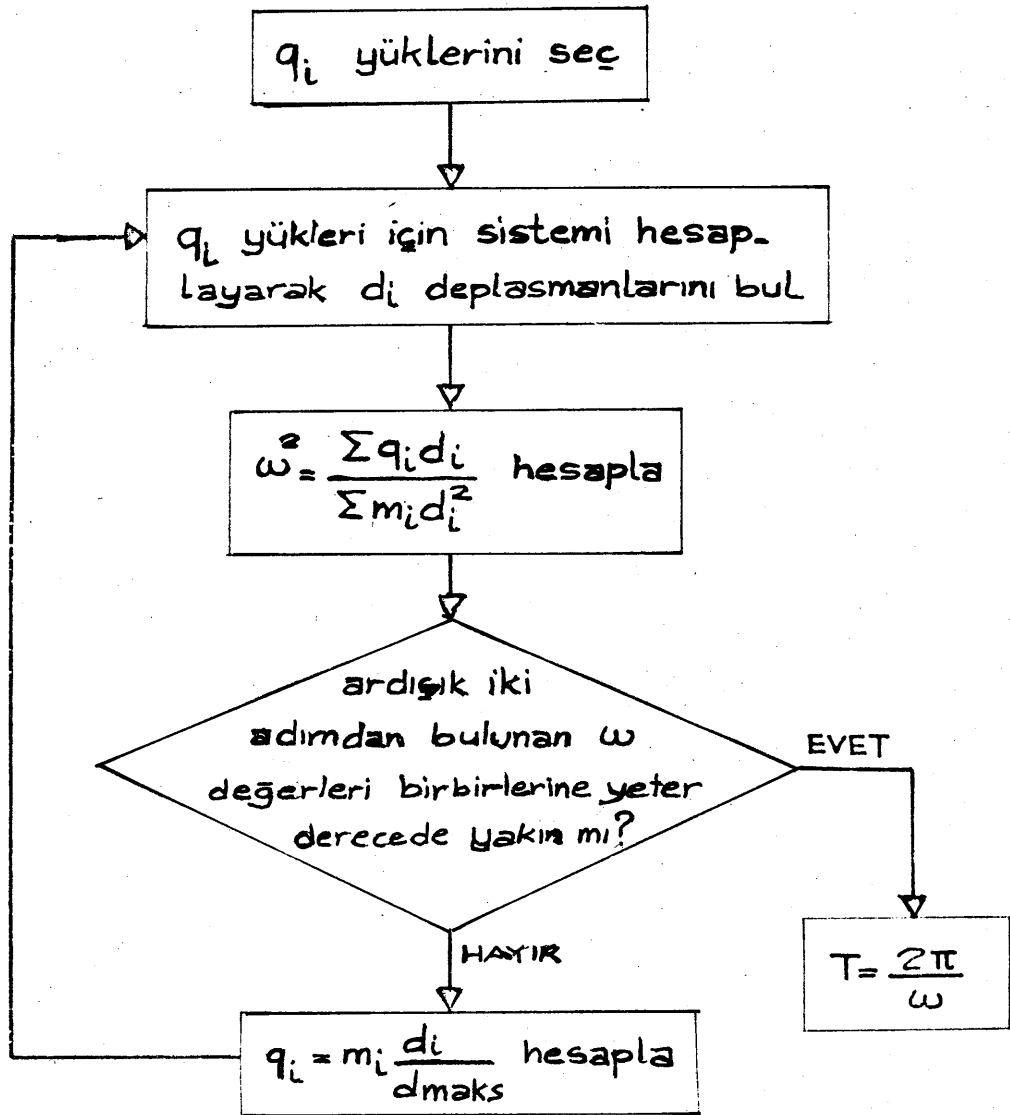 qᵢ yüklerini seç
qᵢ yükleri için sistemi hesap-
layarak dᵢ deplasmanlarını bul
ω² = Σqᵢdᵢ / Σmᵢdᵢ² hesapla
ardışık iki
adımdan bulunan ω
değerleri birbirlerine yeter
derecede yakın mı?
EVET
HAYIR
T = 2π / ω
qᵢ = mᵢ dᵢ / dmaks hesapla